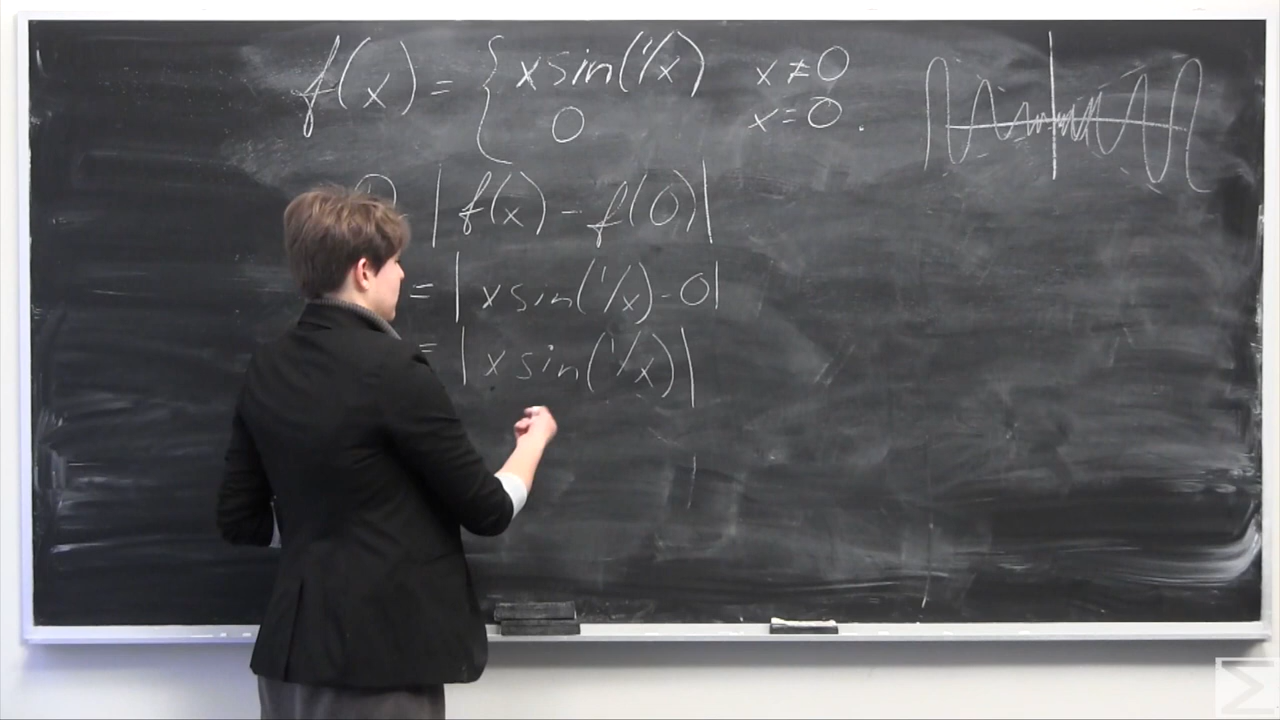 f(x) = { x sin(1/x) x ≠ 0
0 x = 0 .
| f(x) - f(0) |
= | x sin(1/x) - 0 |
= | x sin(1/x) |
Σ